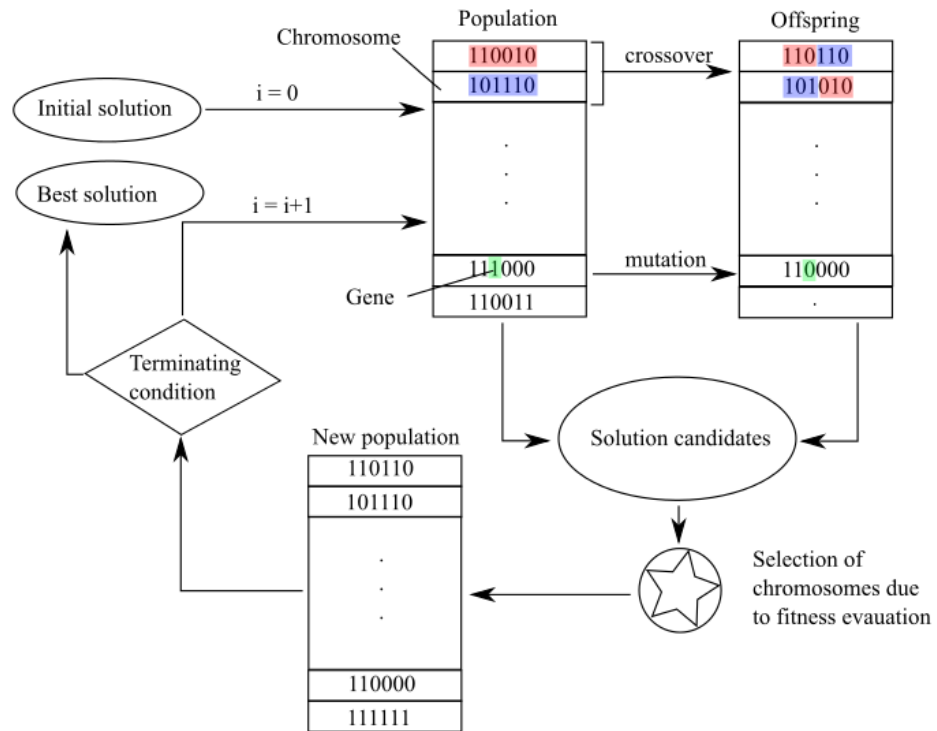 Population
Offspring
Chromosome
110010
crossover
110110
101110
101010
Initial solution
i = 0
Best solution
i = i+1
111000
mutation
110000
Gene
110011
Terminating
condition
New population
Solution candidates
110110
101110
Selection of
chromosomes due
to fitness evauation
110000
111111